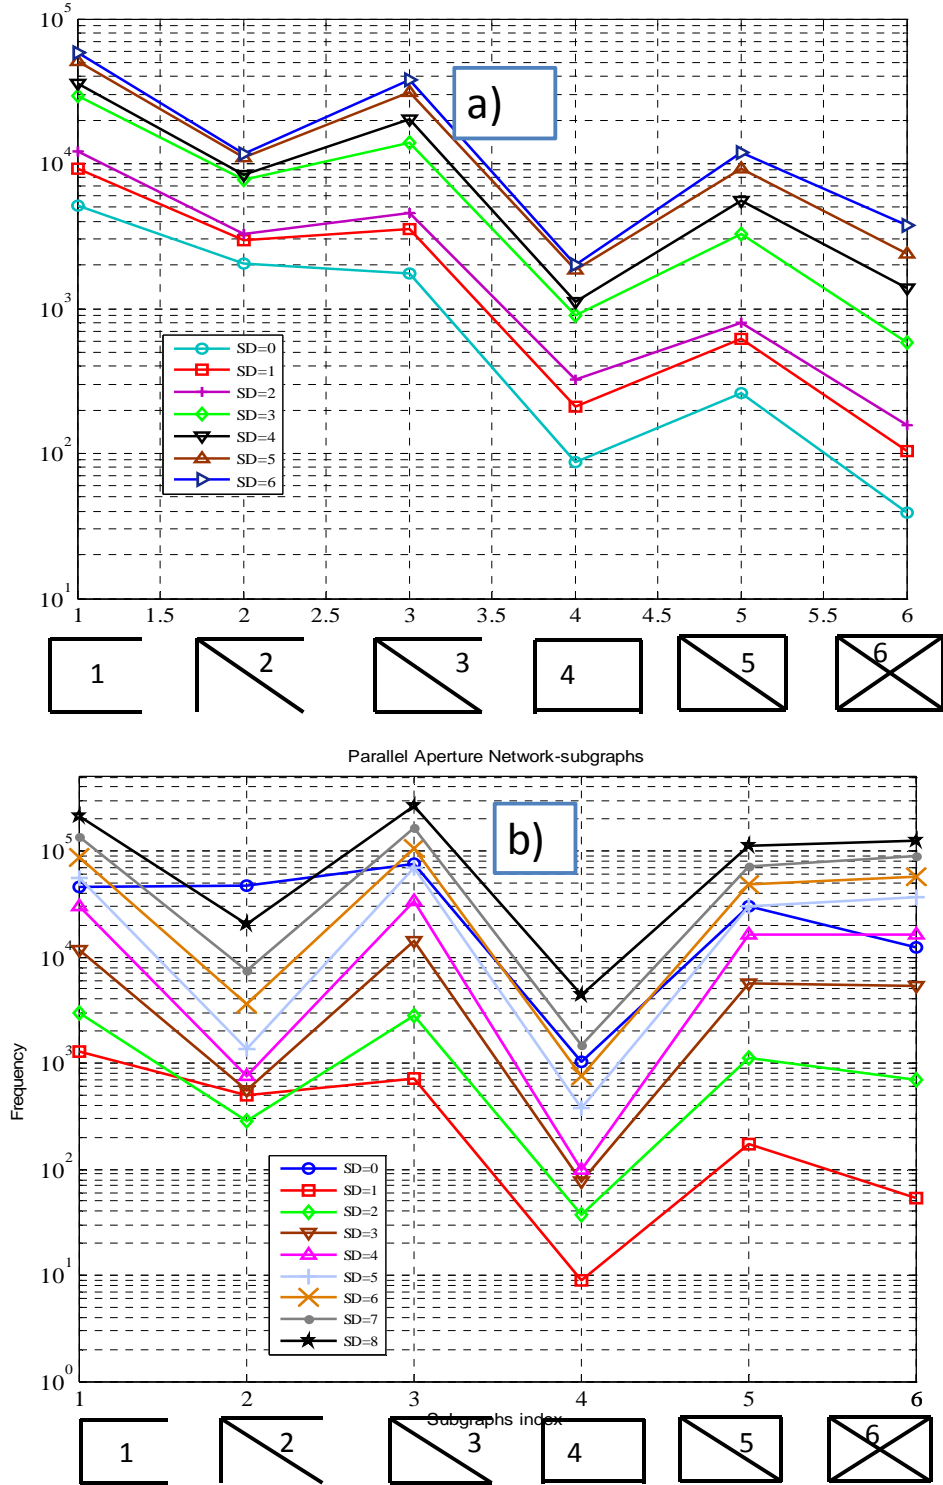 10^5
a)
10^4
10^3
SD=0
SD=1
SD=2
SD=3
SD=4
SD=5
SD=6
10^2
10^1
1 1.5 2 2.5 3 3.5 4 4.5 5 5.5 6
1 2 3 4 5 6
Parallel Aperture Network-subgraphs
b)
10^5
10^4
10^3
Frequency
10^2
SD=0
SD=1
SD=2
SD=3
SD=4
SD=5
SD=6
SD=7
SD=8
10^1
10^0
1 2 3 4 5 6
Subgraphs index
1 2 3 4 5 6